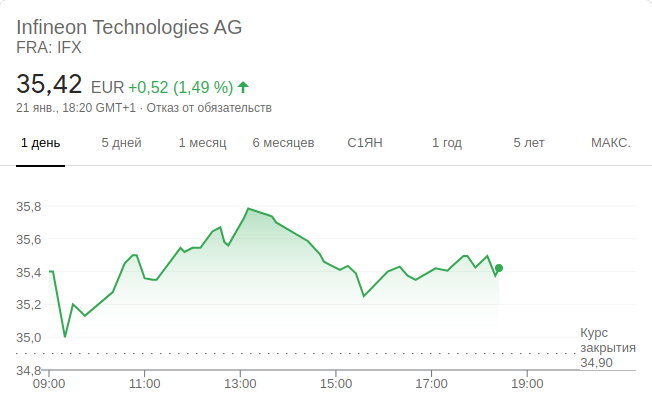 Infineon Technologies AG
FRA: IFX
35,42 EUR +0,52 (1,49 %)
21 янв., 18:20 GMT+1 · Отказ от обязательств
1 день 5 дней 1 месяц 6 месяцев С1ЯН 1 год 5 лет МАКС.
35,8
35,6
35,4
35,2
35,0
34,8
Курс
закрытия
34,90
09:00 11:00 13:00 15:00 17:00 19:00